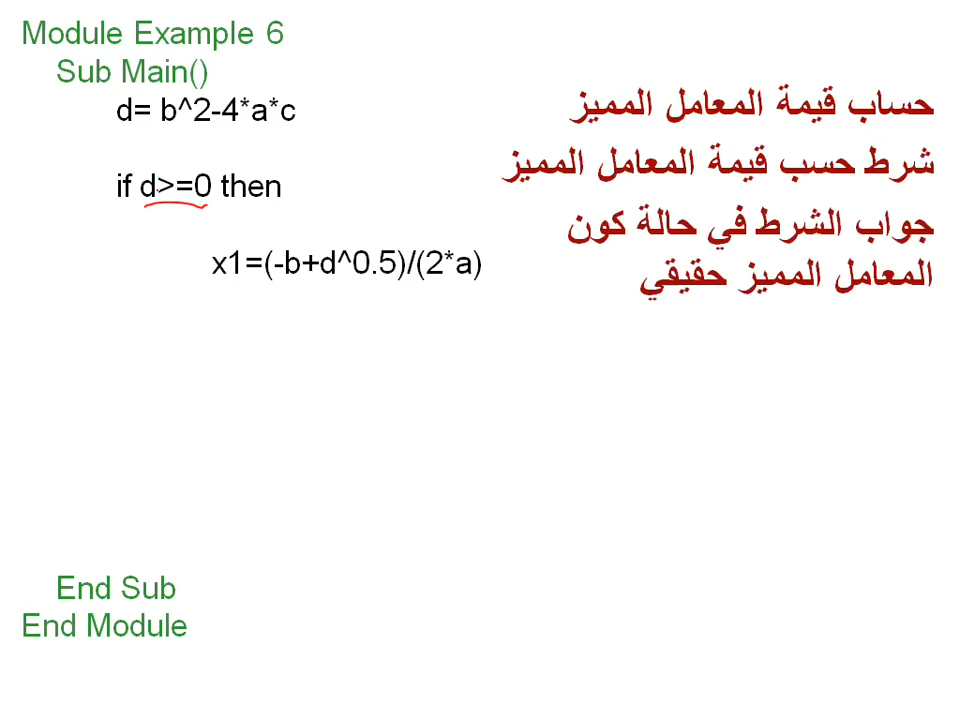 Module Example 6
Sub Main()
d= b^2-4*a*c
حساب قيمة المعامل المميز
شرط حسب قيمة المعامل المميز
if d>=0 then
جواب الشرط في حالة كون
المعامل المميز حقيقي
x1=(-b+d^0.5)/(2*a)
End Sub
End Module